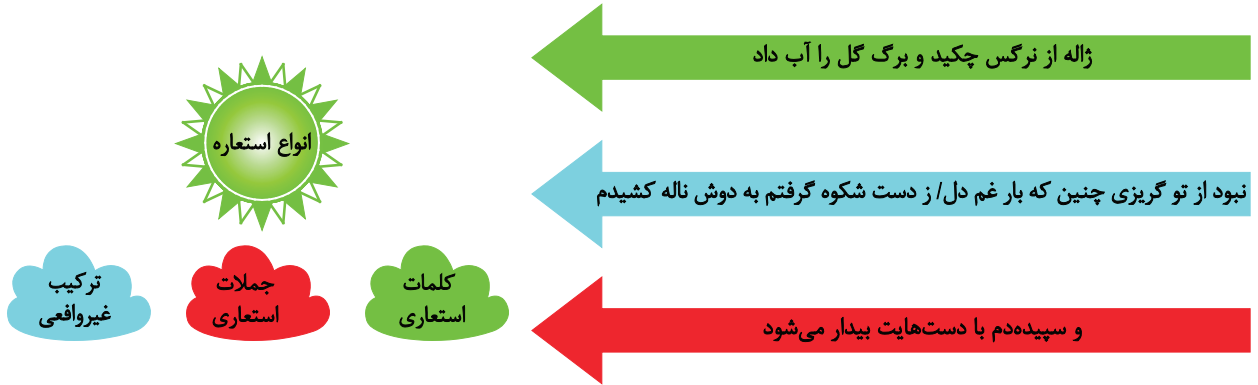 ژاله از نرگس چکید و برگ گل را آب داد
انواع استعاره
نبود از تو گریزی چنین که بار غم دل/ ز دست شکوه گرفتم به دوش ناله کشیدم
کلمات
استعاری
جملات
استعاری
ترکیب
غیرواقعی
و سپیده‌دم با دست‌هایت بیدار می‌شود